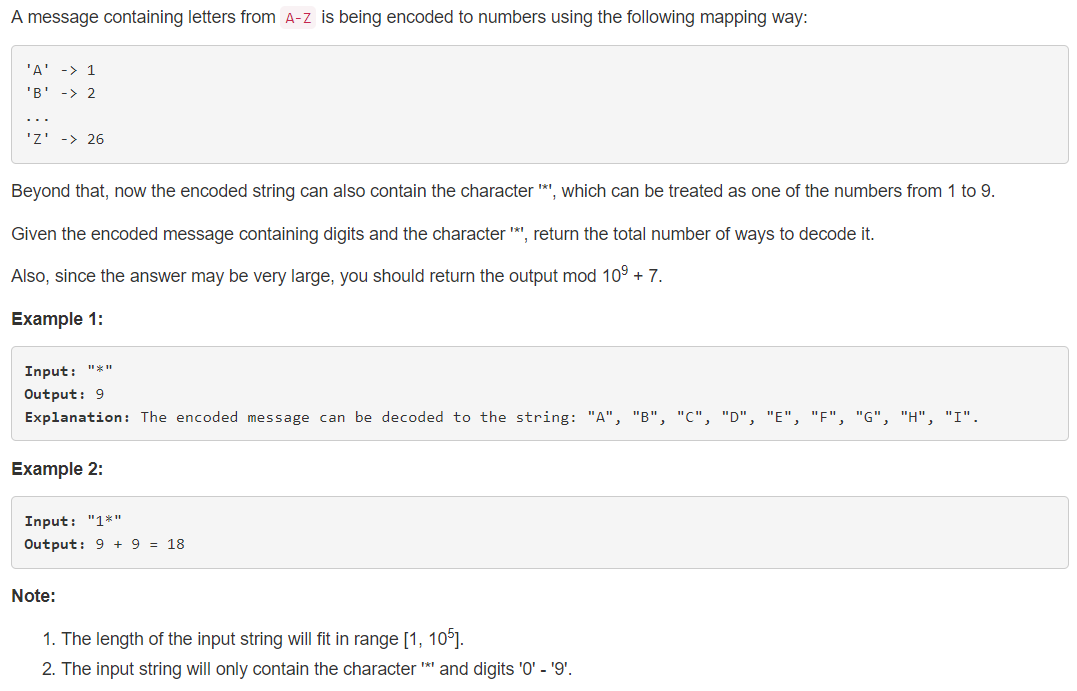 A message containing letters from A-Z is being encoded to numbers using the following mapping way:
'A' -> 1
'B' -> 2
...
'Z' -> 26
Beyond that, now the encoded string can also contain the character '*', which can be treated as one of the numbers from 1 to 9.
Given the encoded message containing digits and the character '*', return the total number of ways to decode it.
Also, since the answer may be very large, you should return the output mod 10⁹ + 7.
Example 1:
Input: "*"
Output: 9
Explanation: The encoded message can be decoded to the string: "A", "B", "C", "D", "E", "F", "G", "H", "I".
Example 2:
Input: "1*"
Output: 9 + 9 = 18
Note:
1. The length of the input string will fit in range [1, 10⁵].
2. The input string will only contain the character '*' and digits '0' - '9'.